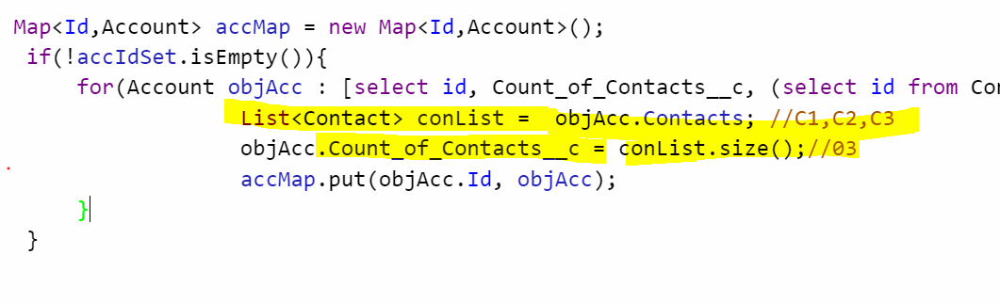 Map<Id,Account> accMap = new Map<Id,Account>();
if(!accIdSet.isEmpty()){
for(Account objAcc : [select id, Count_of_Contacts__c, (select id from Con
List<Contact> conList = objAcc.Contacts; //C1,C2,C3
objAcc.Count_of_Contacts__c = conList.size();//03
accMap.put(objAcc.Id, objAcc);
}
}